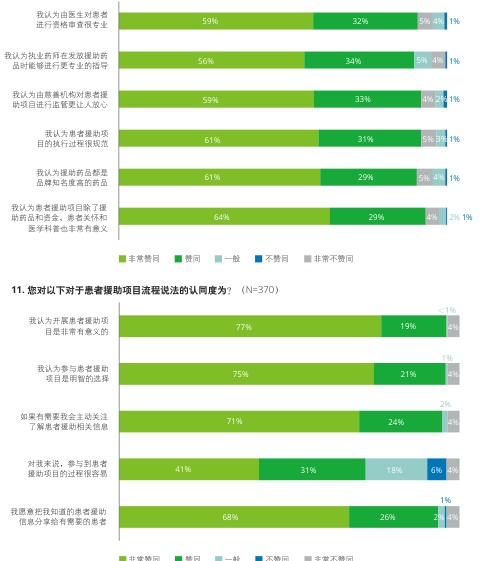 我认为由医生对患者
进行资格审查很专业
59% 32% 5% 4% 1%
我认为执业药师在发放援助药
品时能够进行更专业的指导
56% 34% 5% 4% 1%
我认为由慈善机构对患者援
助项目进行监管更让人放心
59% 33% 4% 2% 1%
我认为患者援助项
目的执行过程很规范
61% 31% 5% 3% 1%
我认为援助药品都是
品牌知名度高的药品
61% 29% 5% 4% 1%
我认为患者援助项目除了援
助药品和资金，患者关怀和
医学科普也非常有意义
64% 29% 4% 2% 1%
非常赞同 赞同 一般 不赞同 非常不赞同
11. 您对以下对于患者援助项目流程说法的认同度为？（N=370）
<1%
我认为开展患者援助项
目是非常有意义的
77% 19% 4%
1%
我认为参与患者援助
项目是明智的选择
75% 21% 4%
2%
如果有需要我会主动关注
了解患者援助相关信息
71% 24% 4%
对我来说，参与到患者
援助项目的过程很容易
41% 31% 18% 6% 4%
1%
我愿意把我知道的患者援助
信息分享给有需要的患者
68% 26% 2% 4%
非常赞同 赞同 一般 不赞同 非常不赞同